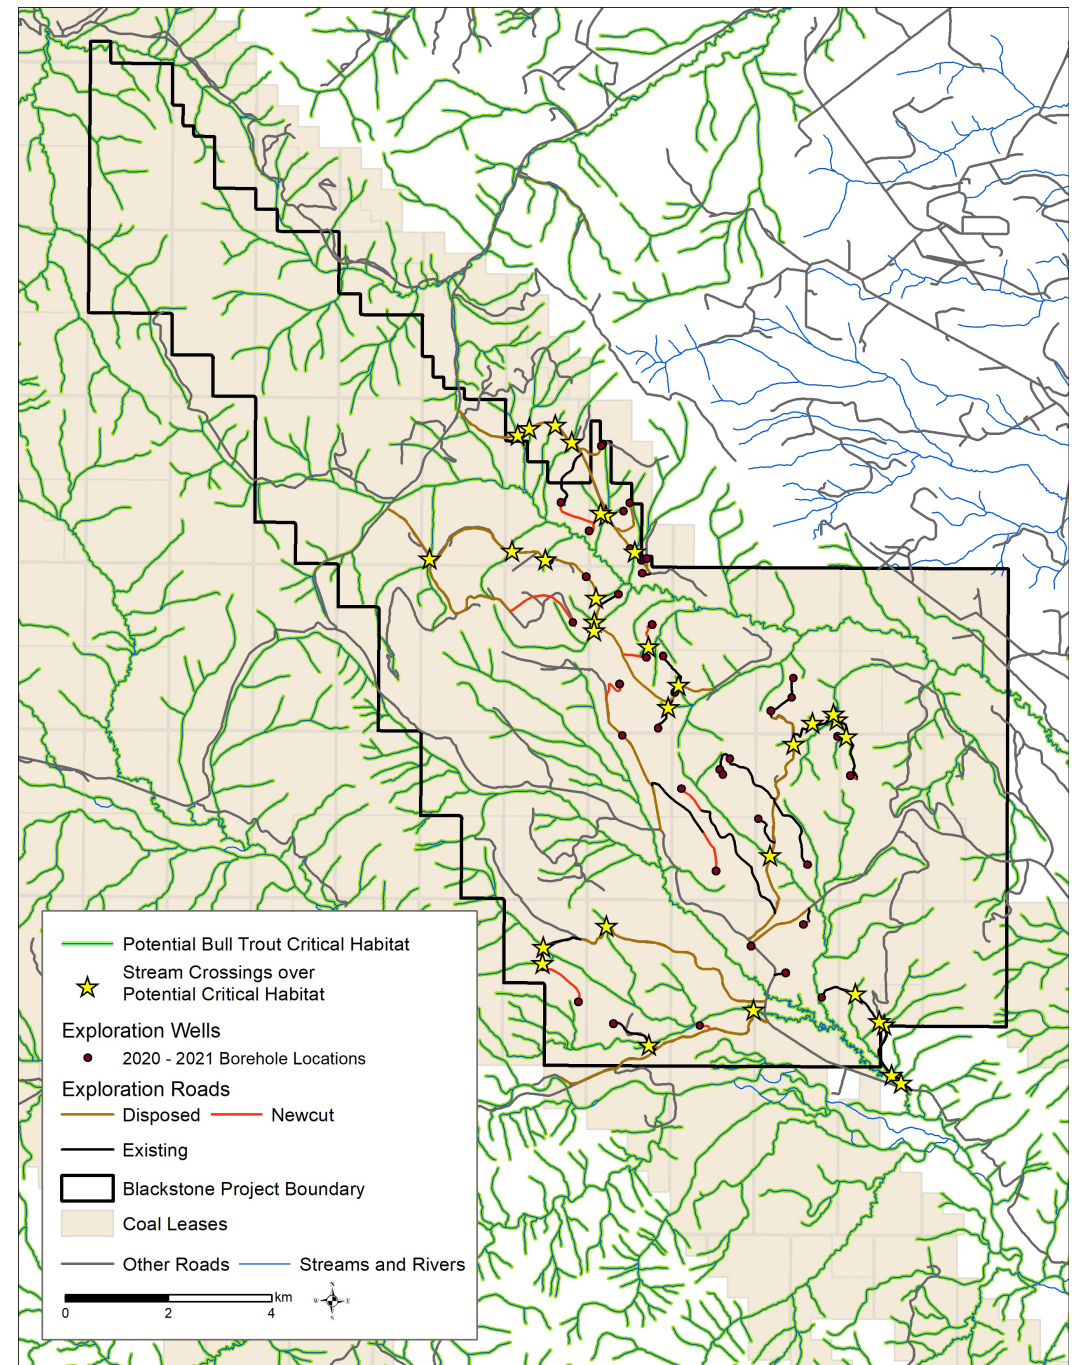 Potential Bull Trout Critical Habitat
Stream Crossings over
Potential Critical Habitat
Exploration Wells
2020 - 2021 Borehole Locations
Exploration Roads
Disposed
Newcut
Existing
Blackstone Project Boundary
Coal Leases
Other Roads
Streams and Rivers
km
0 2 4
N
W E
S